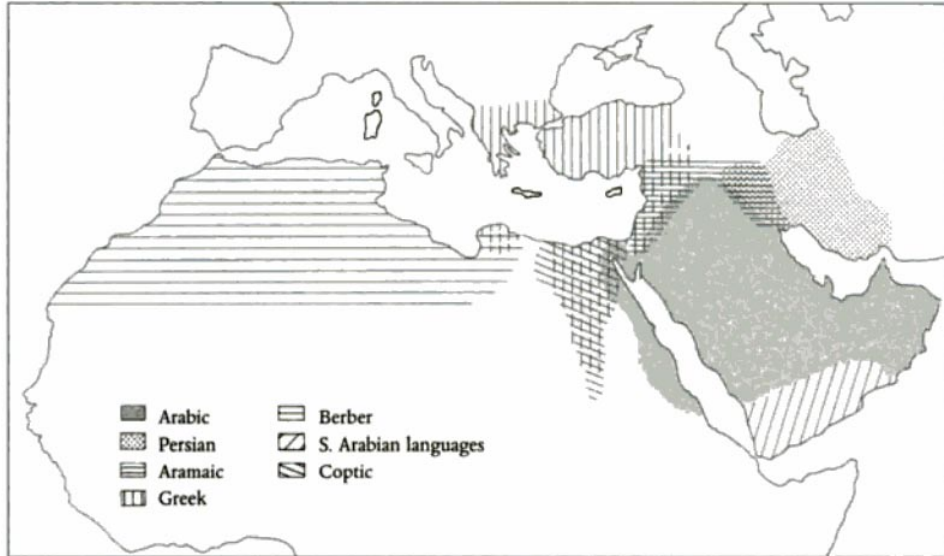 Arabic
Persian
Aramaic
Greek
Berber
S. Arabian languages
Coptic